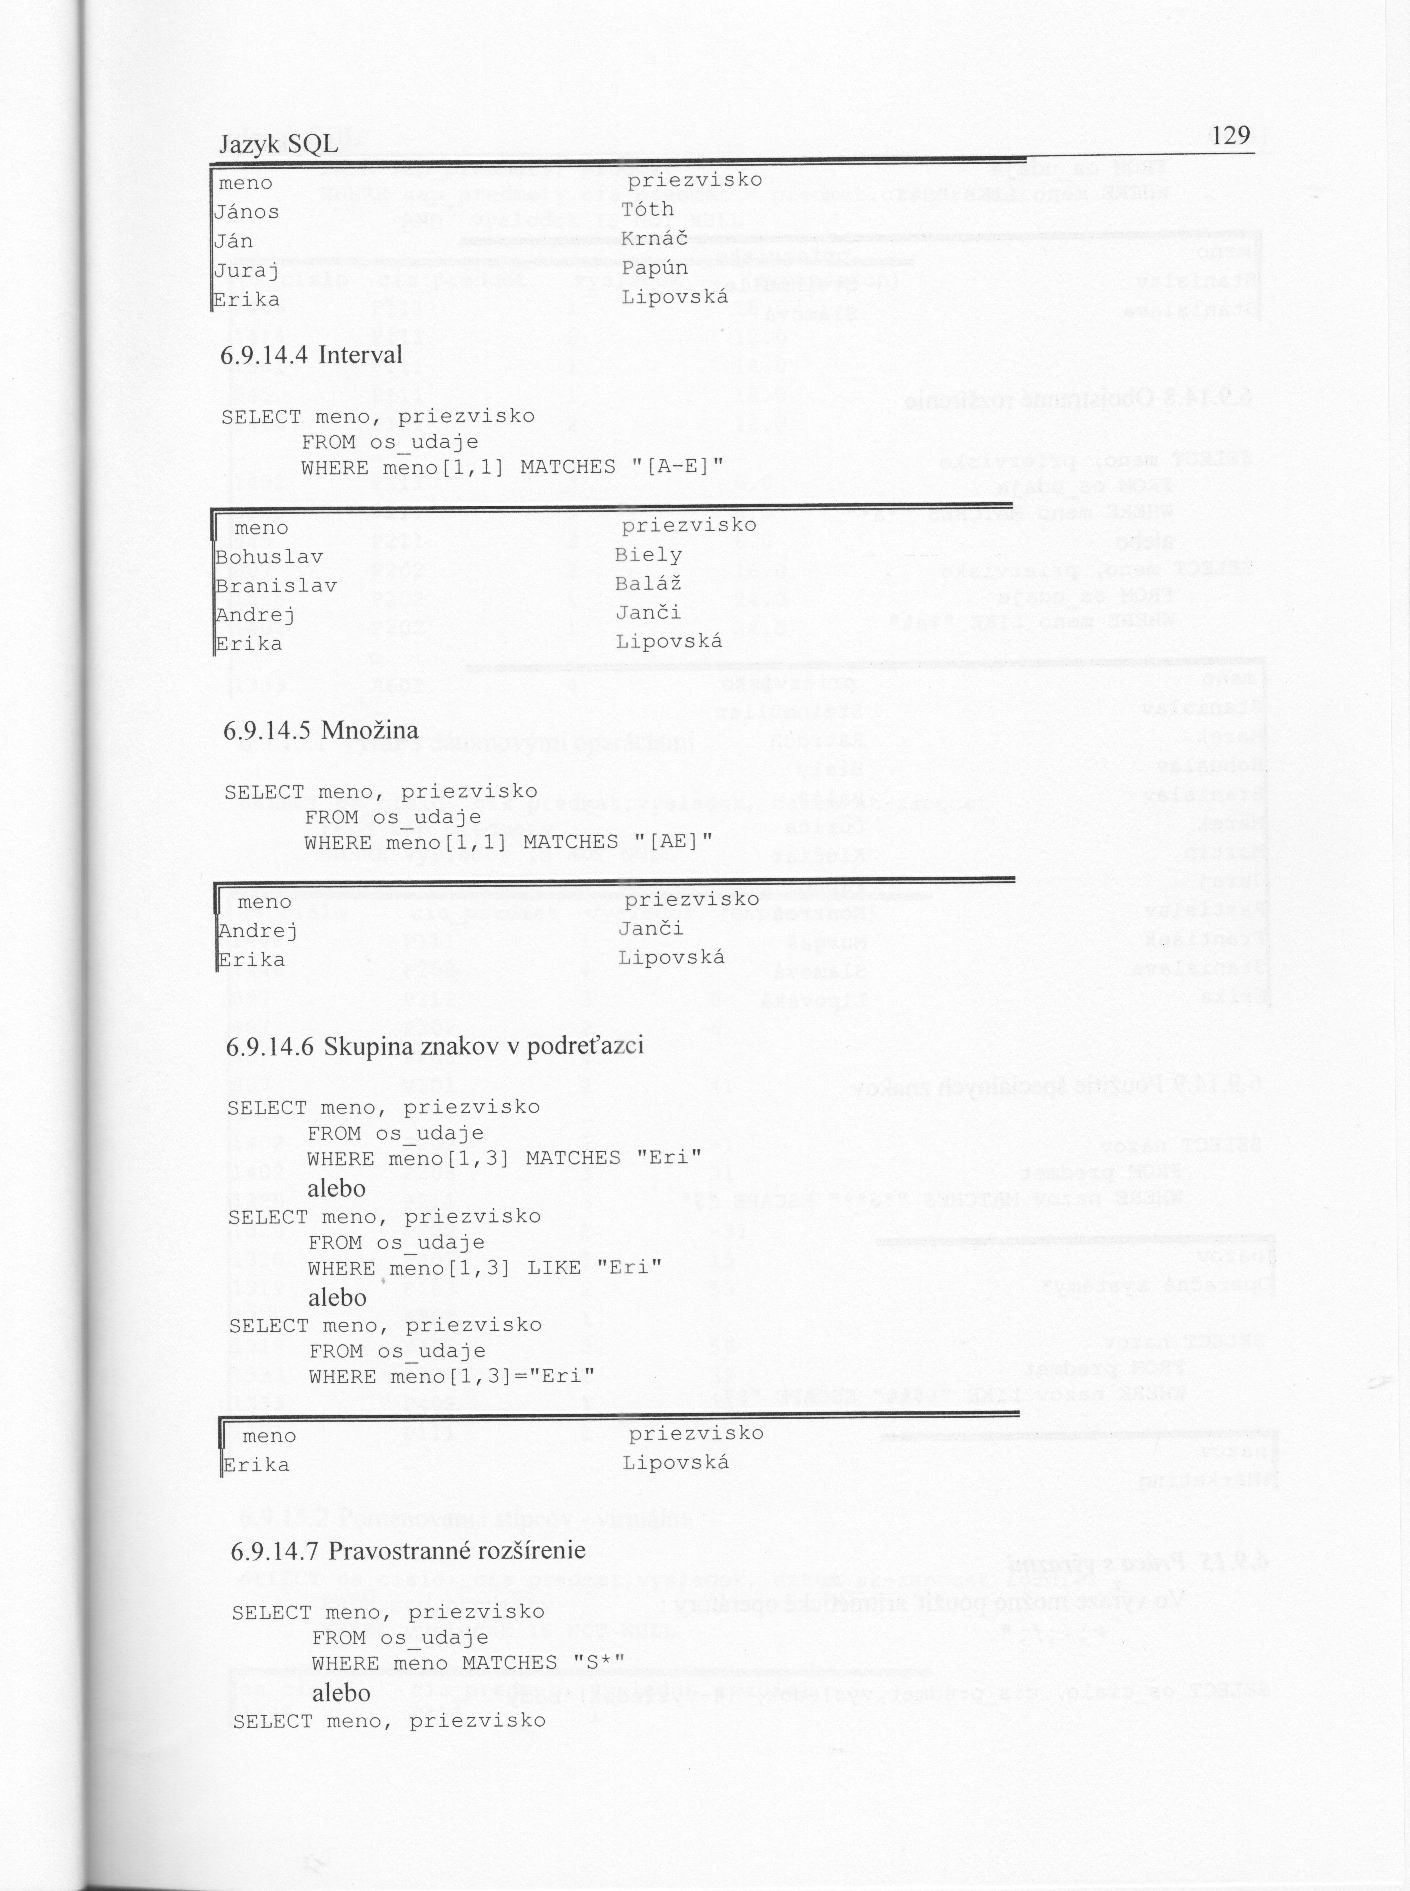 Jazyk SQL 129
meno priezvisko
János Tóth
Ján Krnáč
Juraj Papún
Erika Lipovská
6.9.14.4 Interval
SELECT meno, priezvisko
FROM os_udaje
WHERE meno[1,1] MATCHES "[A-E]"
meno priezvisko
Bohuslav Biely
Branislav Baláž
Andrej Janči
Erika Lipovská
6.9.14.5 Množina
SELECT meno, priezvisko
FROM os_udaje
WHERE meno[1,1] MATCHES "[AE]"
meno priezvisko
Andrej Janči
Erika Lipovská
6.9.14.6 Skupina znakov v podreťazci
SELECT meno, priezvisko
FROM os_udaje
WHERE meno[1,3] MATCHES "Eri"
alebo
SELECT meno, priezvisko
FROM os_udaje
WHERE meno[1,3] LIKE "Eri"
alebo
SELECT meno, priezvisko
FROM os_udaje
WHERE meno[1,3]="Eri"
meno priezvisko
Erika Lipovská
6.9.14.7 Pravostranné rozšírenie
SELECT meno, priezvisko
FROM os_udaje
WHERE meno MATCHES "S*"
alebo
SELECT meno, priezvisko